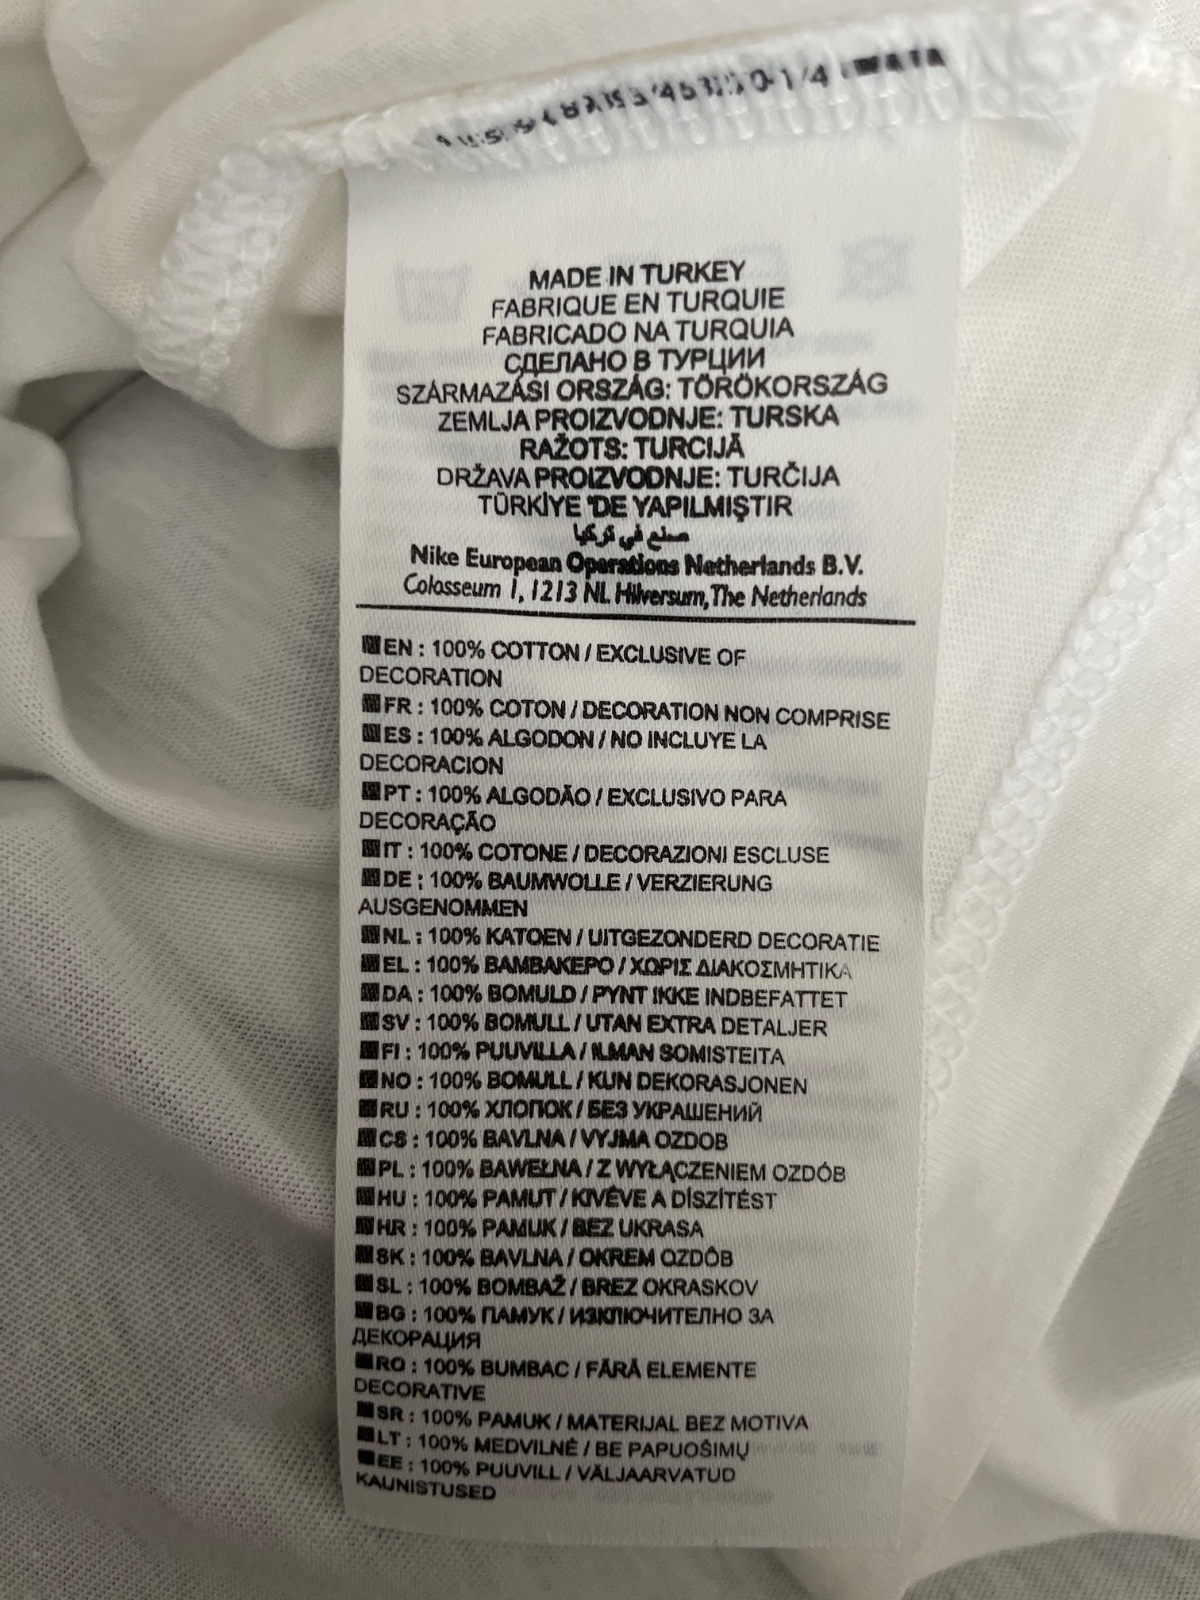 MADE IN TURKEY
FABRIQUE EN TURQUIE
FABRICADO NA TURQUIA
СДЕЛАНО В ТУРЦИИ
SZÁRMAZÁSI ORSZÁG: TÖRÖKORSZÁG
ZEMLJA PROIZVODNJE: TURSKA
RAŽOTS: TURCIJĀ
DRŽAVA PROIZVODNJE: TURČIJA
TÜRKİYE 'DE YAPILMIŞTIR
صنع في تركيا
Nike European Operations Netherlands B.V.
Colosseum 1, 1213 NL Hilversum, The Netherlands
EN : 100% COTTON / EXCLUSIVE OF
DECORATION
FR : 100% COTON / DECORATION NON COMPRISE
ES : 100% ALGODON / NO INCLUYE LA
DECORACION
PT : 100% ALGODÃO / EXCLUSIVO PARA
DECORAÇÃO
IT : 100% COTONE / DECORAZIONI ESCLUSE
DE : 100% BAUMWOLLE / VERZIERUNG
AUSGENOMMEN
NL : 100% KATOEN / UITGEZONDERD DECORATIE
EL : 100% ΒΑΜΒΑΚΕΡΟ / ΧΩΡΙΣ ΔΙΑΚΟΣΜΗΤΙΚΑ
DA : 100% BOMULD / PYNT IKKE INDBEFATTET
SV : 100% BOMULL / UTAN EXTRA DETALJER
FI : 100% PUUVILLA / ILMAN SOMISTEITA
NO : 100% BOMULL / KUN DEKORASJONEN
RU : 100% ХЛОПОК / БЕЗ УКРАШЕНИЙ
CS : 100% BAVLNA / VYJMA OZDOB
PL : 100% BAWEŁNA / Z WYŁĄCZENIEM OZDÓB
HU : 100% PAMUT / KIVÉVE A DÍSZÍTÉST
HR : 100% PAMUK / BEZ UKRASA
SK : 100% BAVLNA / OKREM OZDÔB
SL : 100% BOMBAŽ / BREZ OKRASKOV
BG : 100% ПАМУК / ИЗКЛЮЧИТЕЛНО ЗА
ДЕКОРАЦИЯ
RO : 100% BUMBAC / FĂRĂ ELEMENTE
DECORATIVE
SR : 100% PAMUK / MATERIJAL BEZ MOTIVA
LT : 100% MEDVILNĖ / BE PAPUOŠIMŲ
EE : 100% PUUVILL / VÄLJAARVATUD
KAUNISTUSED